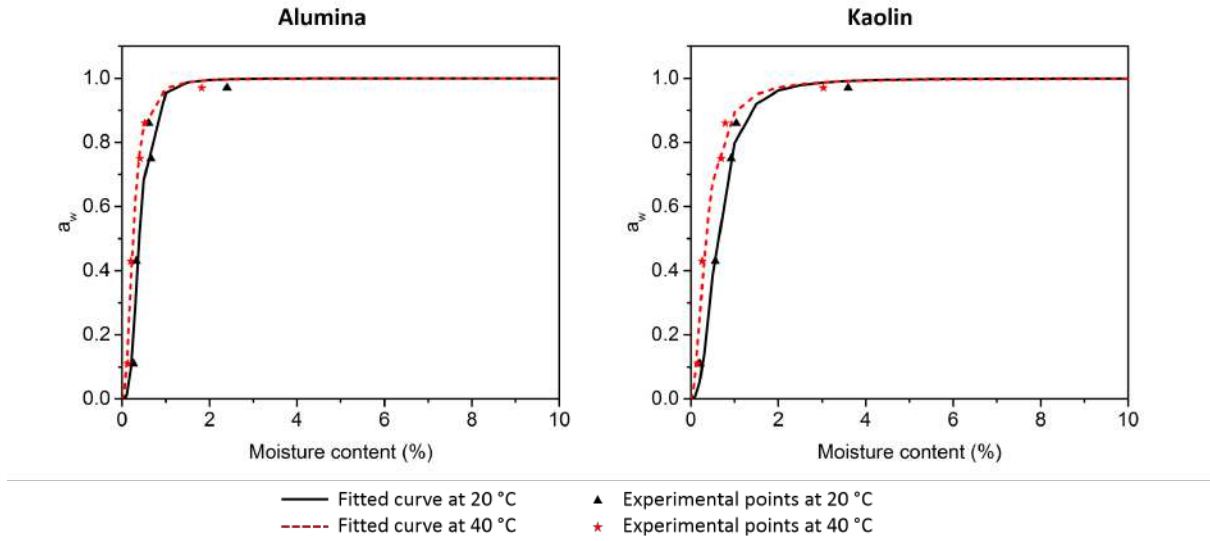 Alumina
Kaolin
1.0
0.8
0.6
0.4
0.2
0.0
a_w
0
2
4
6
8
10
Moisture content (%)
1.0
0.8
0.6
0.4
0.2
0.0
a_w
0
2
4
6
8
10
Moisture content (%)
Fitted curve at 20 °C
Experimental points at 20 °C
Fitted curve at 40 °C
Experimental points at 40 °C